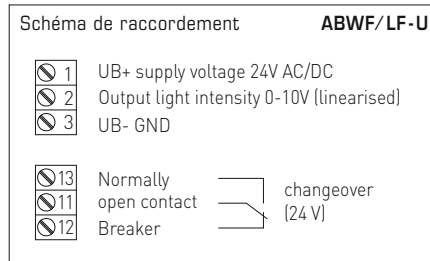 Schéma de raccordement ABWF/LF-U
1 UB+ supply voltage 24V AC/DC
2 Output light intensity 0-10V (linearised)
3 UB- GND
13 Normally
11 open contact
12 Breaker
changeover
(24 V)